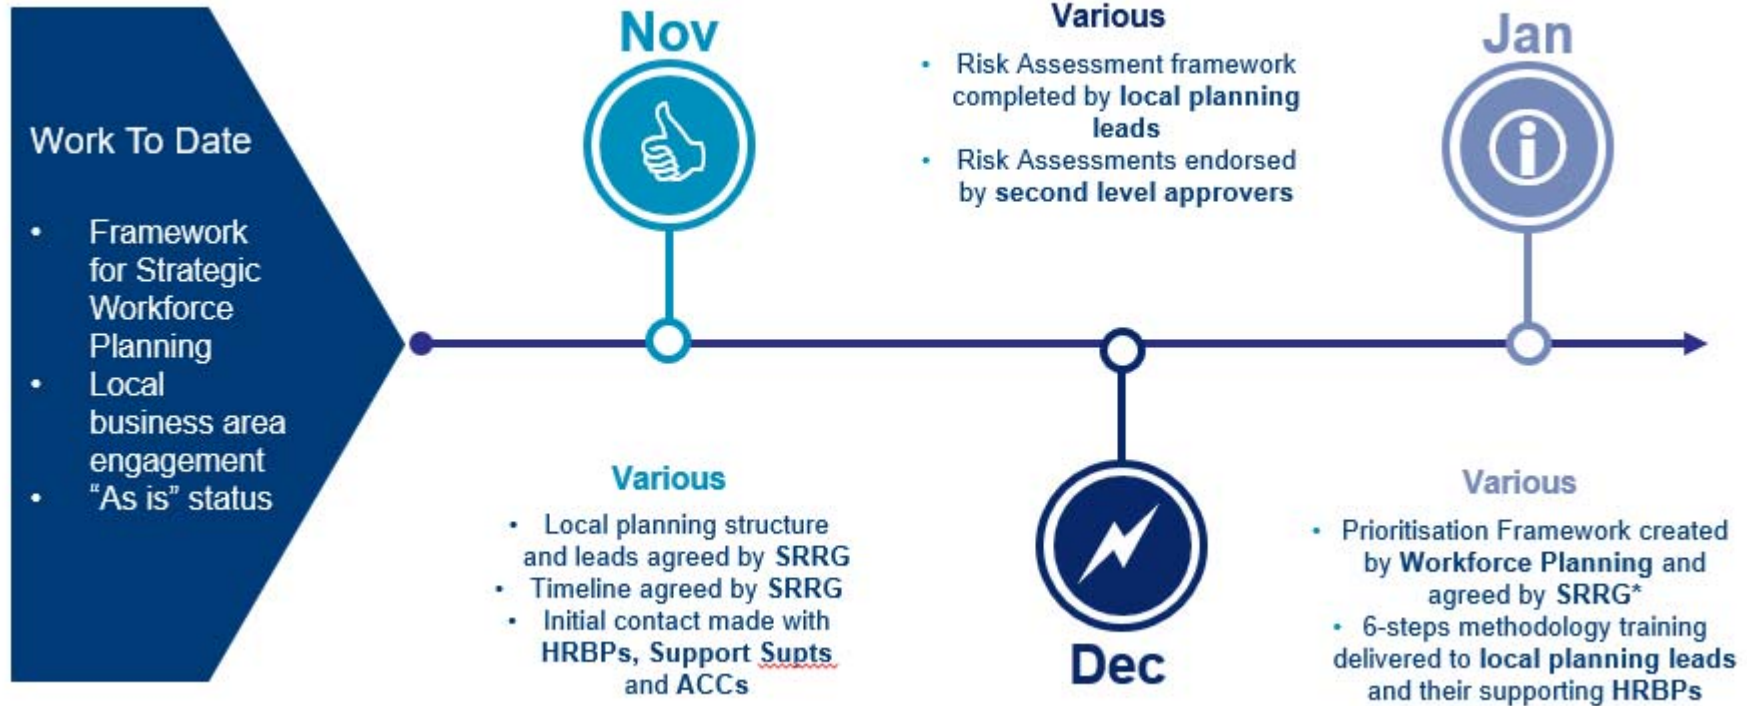 Work To Date
• Framework
for Strategic
Workforce
Planning
• Local
business area
engagement
• “As is” status
Nov
Various
• Local planning structure
and leads agreed by SRRG
• Timeline agreed by SRRG
• Initial contact made with
HRBPs, Support Supts
and ACCs
Various
• Risk Assessment framework
completed by local planning
leads
• Risk Assessments endorsed
by second level approvers
Dec
Jan
Various
• Prioritisation Framework created
by Workforce Planning and
agreed by SRRG*
• 6-steps methodology training
delivered to local planning leads
and their supporting HRBPs